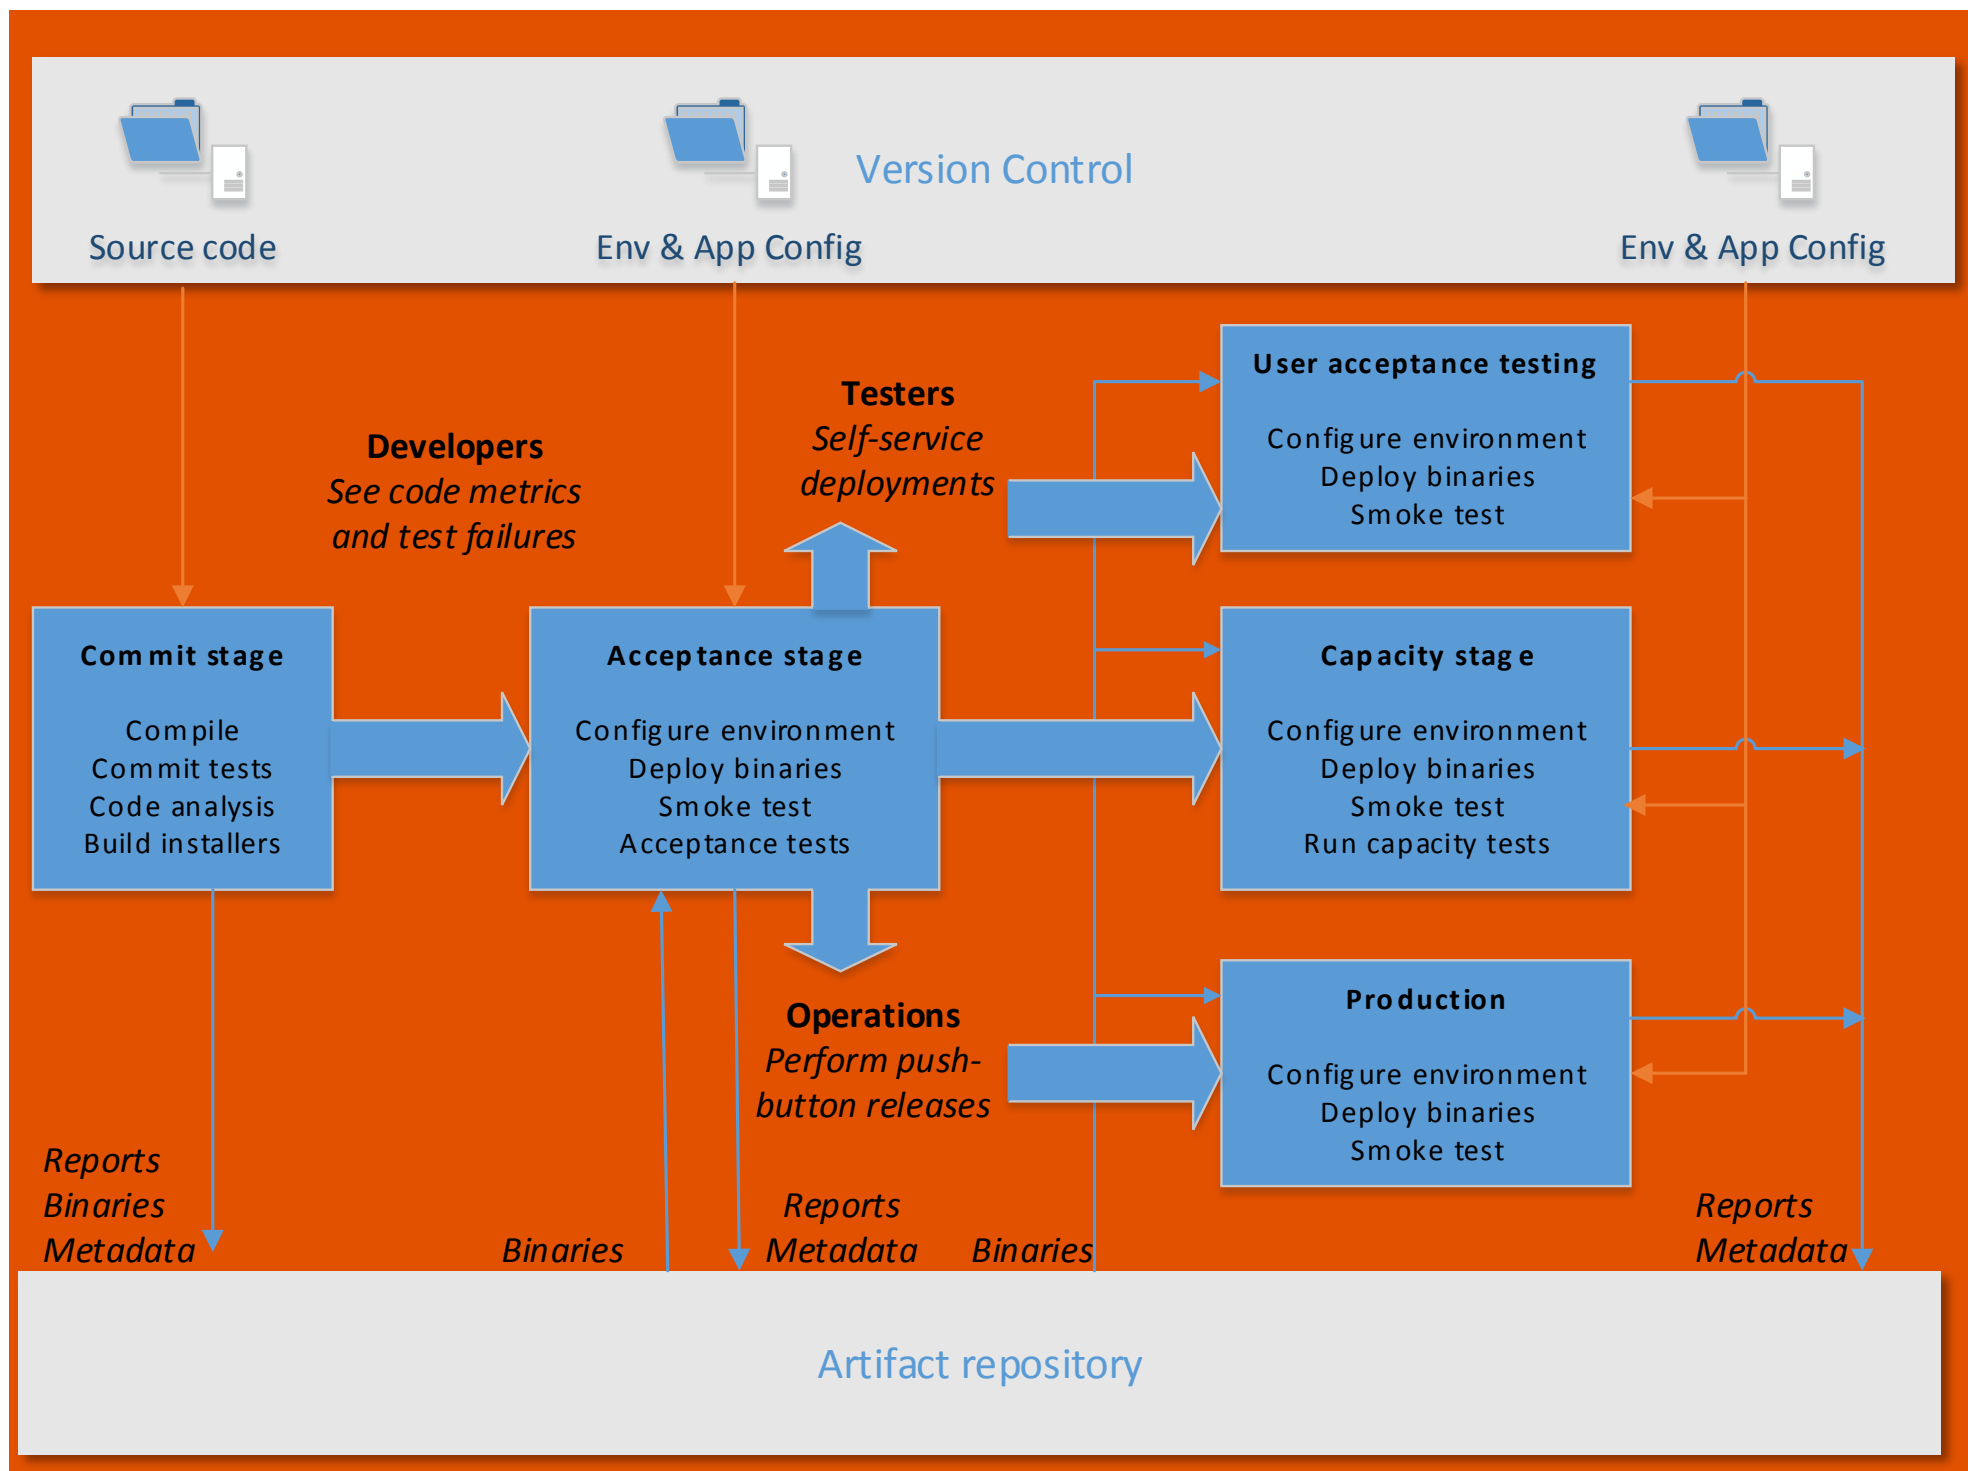 Version Control
Source code
Env & App Config
Env & App Config
Developers
See code metrics
and test failures
Testers
Self-service
deployments
User acceptance testing
Configure environment
Deploy binaries
Smoke test
Commit stage
Compile
Commit tests
Code analysis
Build installers
Acceptance stage
Configure environment
Deploy binaries
Smoke test
Acceptance tests
Capacity stage
Configure environment
Deploy binaries
Smoke test
Run capacity tests
Operations
Perform push-
button releases
Production
Configure environment
Deploy binaries
Smoke test
Reports
Binaries
Metadata
Binaries
Reports
Metadata
Binaries
Reports
Metadata
Artifact repository